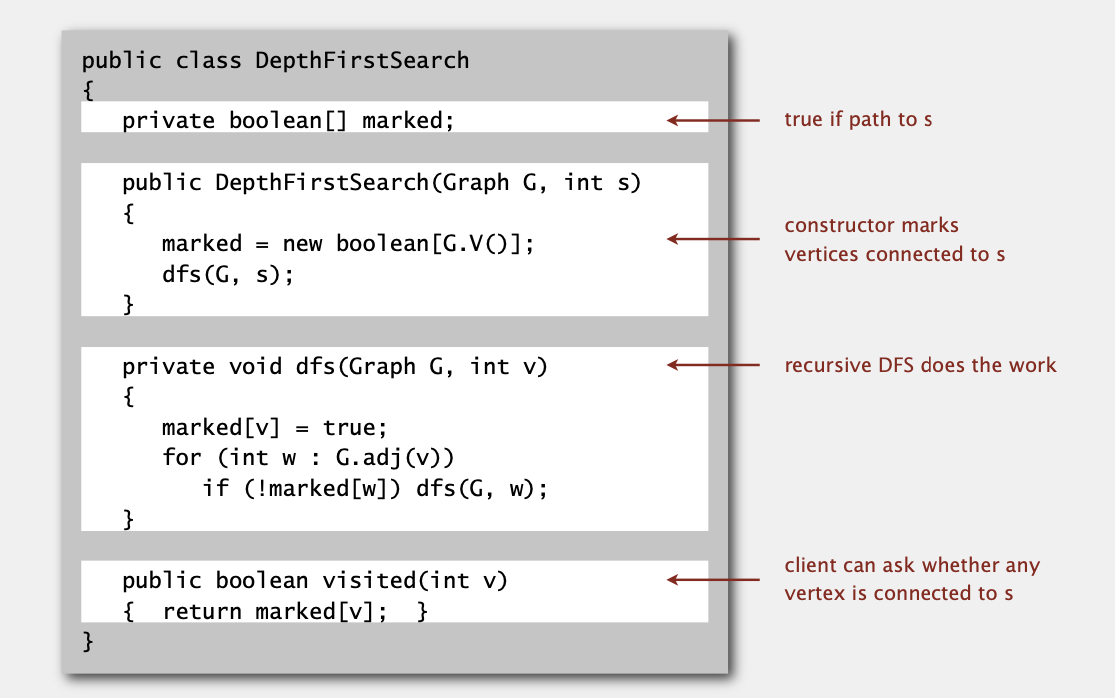 public class DepthFirstSearch
{
private boolean[] marked;
true if path to s
public DepthFirstSearch(Graph G, int s)
{
marked = new boolean[G.V()];
dfs(G, s);
}
constructor marks
vertices connected to s
private void dfs(Graph G, int v)
{
marked[v] = true;
for (int w : G.adj(v))
if (!marked[w]) dfs(G, w);
}
recursive DFS does the work
public boolean visited(int v)
{ return marked[v]; }
client can ask whether any
vertex is connected to s
}